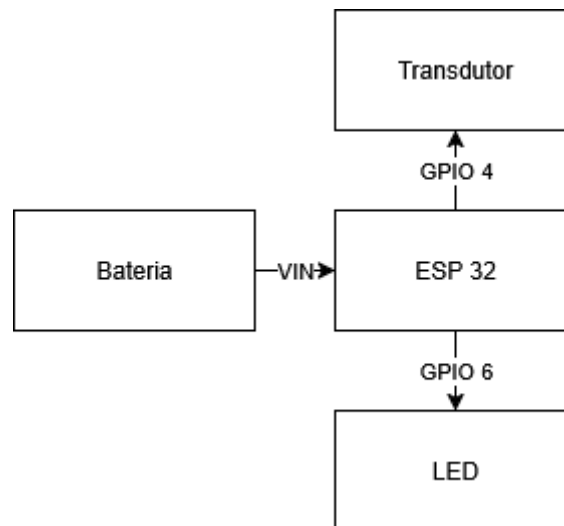 Transdutor
GPIO 4
Bateria
VIN
ESP 32
GPIO 6
LED